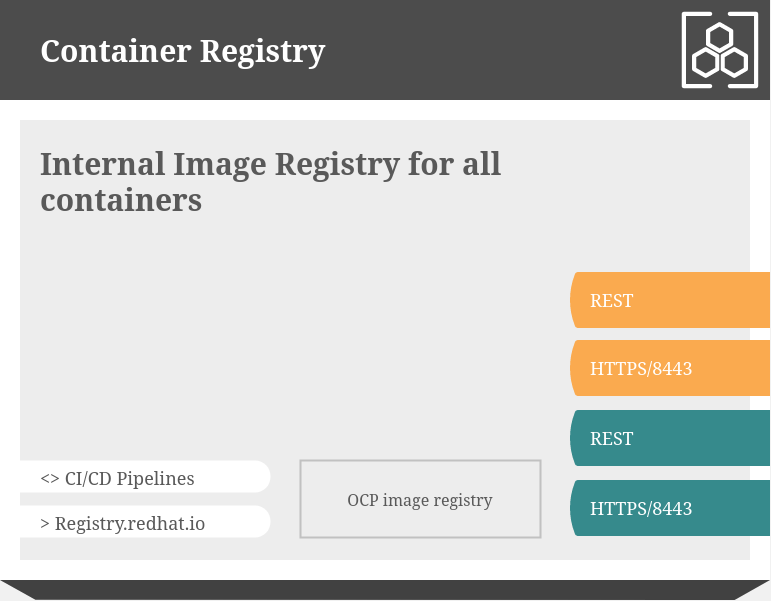 Container Registry
Internal Image Registry for all
containers
REST
HTTPS/8443
REST
HTTPS/8443
<> CI/CD Pipelines
> Registry.redhat.io
OCP image registry